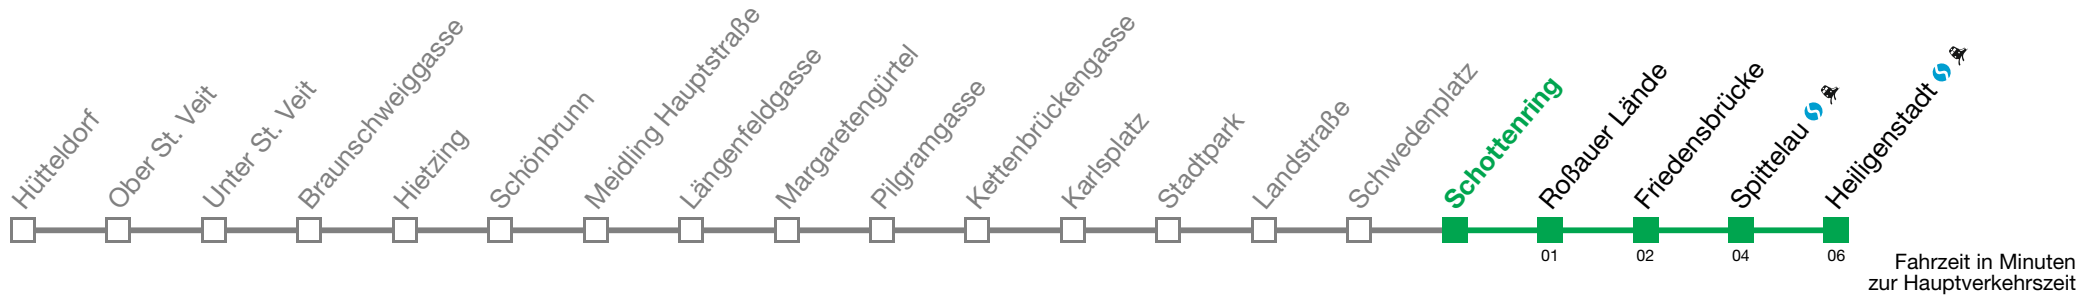 Hütteldorf
Ober St. Veit
Unter St. Veit
Braunschweiggasse
Hietzing
Schönbrunn
Meidling Hauptstraße
Längenfeldgasse
Margaretengürtel
Pilgramgasse
Kettenbrückengasse
Karlsplatz
Stadtpark
Landstraße
Schwedenplatz
Schottenring
Roßauer Lände
Friedensbrücke
Spittelau
Heiligenstadt
01
02
04
06
Fahrzeit in Minuten
zur Hauptverkehrszeit